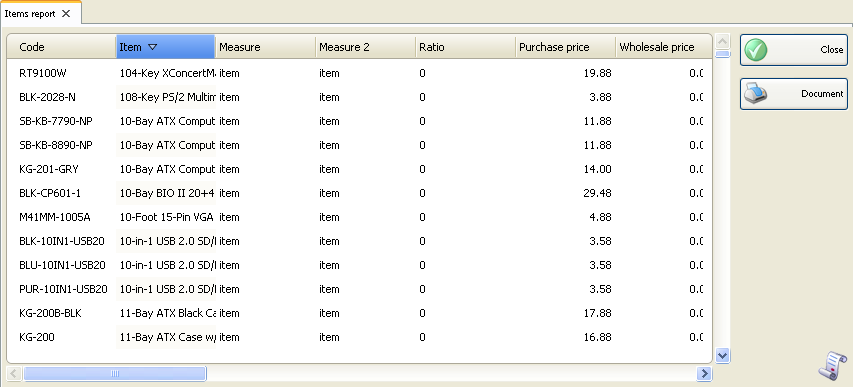 Items report
Code Item Measure Measure 2 Ratio Purchase price Wholesale price
RT9100W 104-Key XConcertM item item 0 19.88 0.0
BLK-2028-N 108-Key PS/2 Multim item item 0 3.88 0.0
SB-KB-7790-NP 10-Bay ATX Comput item item 0 11.88 0.0
SB-KB-8890-NP 10-Bay ATX Comput item item 0 11.88 0.0
KG-201-GRY 10-Bay ATX Comput item item 0 14.00 0.0
BLK-CP601-1 10-Bay BIO II 20+4 item item 0 29.48 0.0
M41MM-1005A 10-Foot 15-Pin VGA item item 0 4.88 0.0
BLK-10IN1-USB20 10-in-1 USB 2.0 SD/ item item 0 3.58 0.0
BLU-10IN1-USB20 10-in-1 USB 2.0 SD/ item item 0 3.58 0.0
PUR-10IN1-USB20 10-in-1 USB 2.0 SD/ item item 0 3.58 0.0
KG-200B-BLK 11-Bay ATX Black Ca item item 0 17.88 0.0
KG-200 11-Bay ATX Case w/ item item 0 16.88 0.0
Close
Document